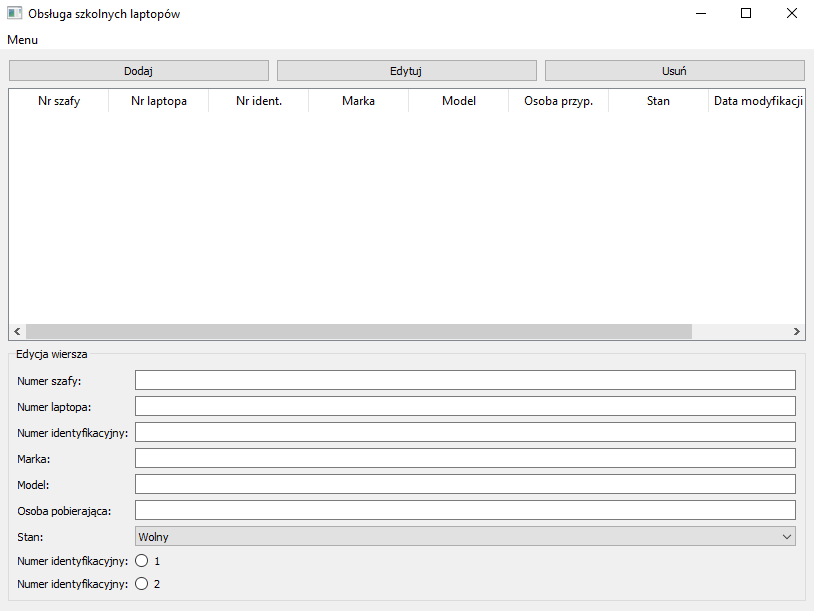 Obsługa szkolnych laptopów
Menu
Dodaj Edytuj Usuń
Nr szafy Nr laptopa Nr ident. Marka Model Osoba przyp. Stan Data modyfikacji
Edycja wiersza
Numer szafy:
Numer laptopa:
Numer identyfikacyjny:
Marka:
Model:
Osoba pobierająca:
Stan: Wolny
Numer identyfikacyjny: 1
Numer identyfikacyjny: 2